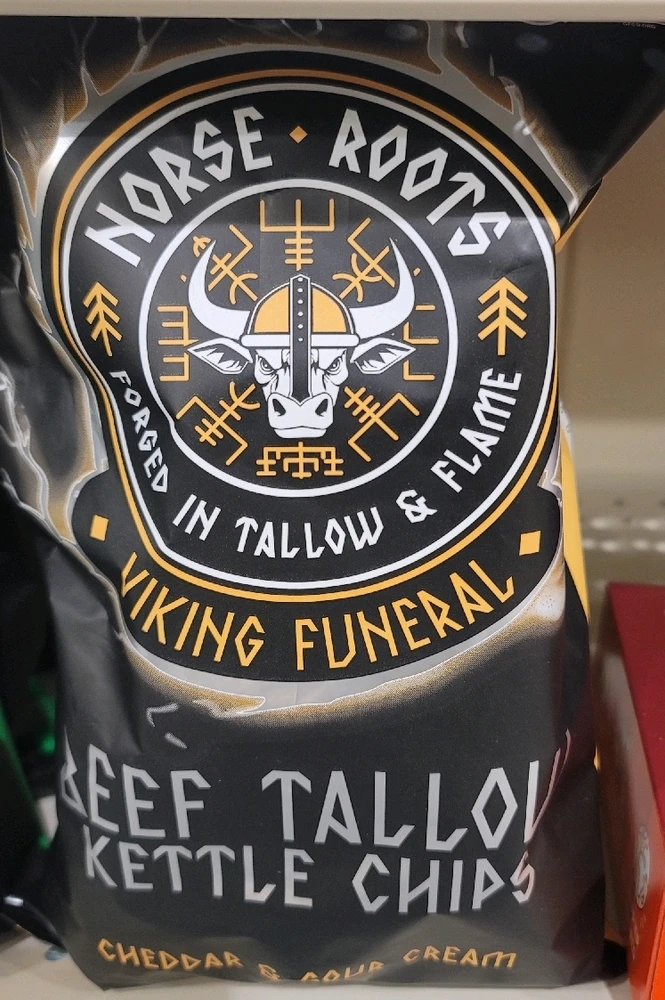 NORSE • ROOTS
FORGED IN TALLOW & FLAME
• VIKING FUNERAL •
BEEF TALLOW
KETTLE CHIPS
CHEDDAR & SOUR CREAM